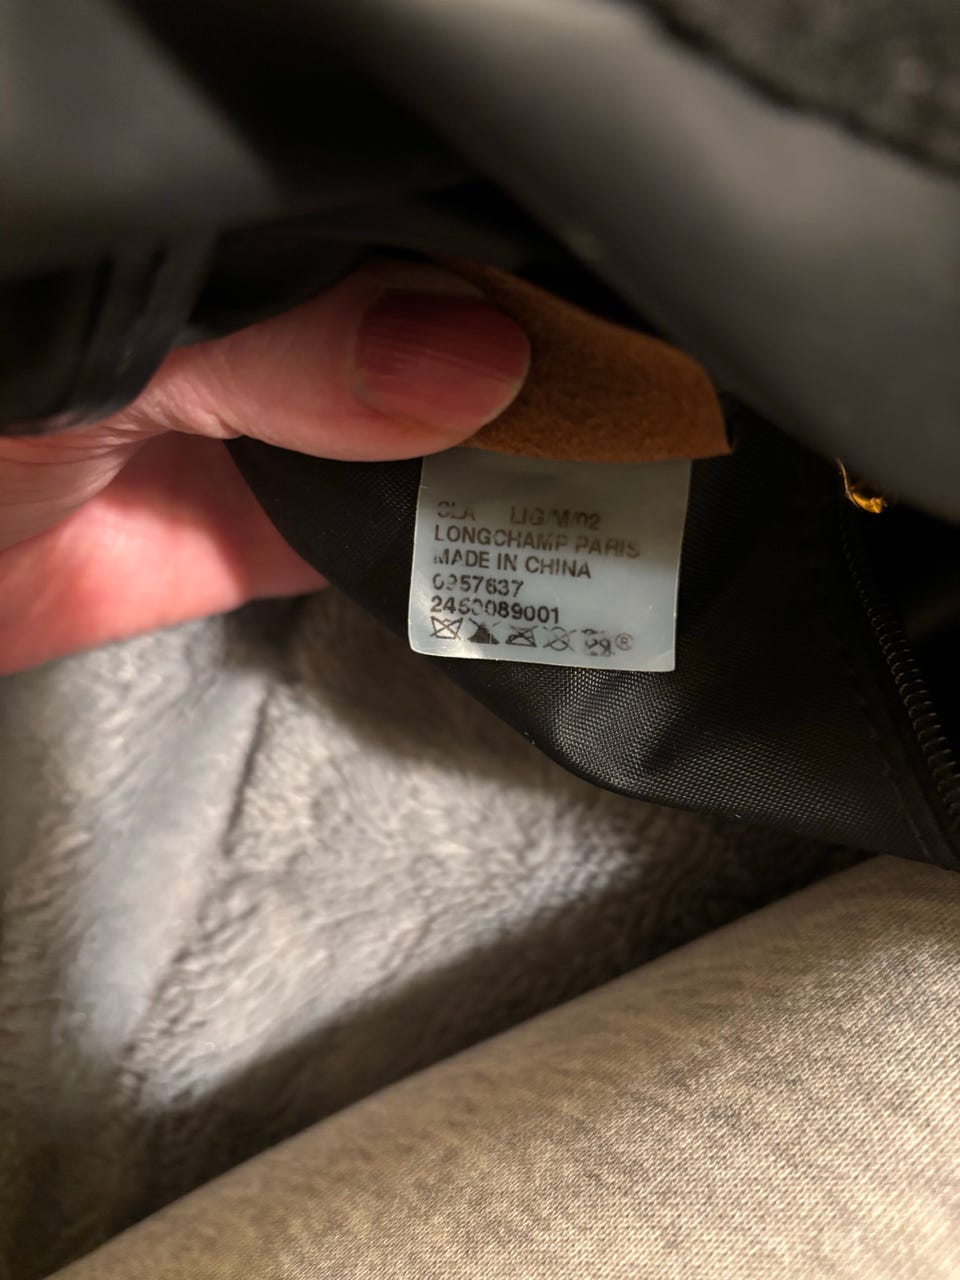 LIG/M/02
LONGCHAMP PARIS
MADE IN CHINA
0957637
2460089001
®